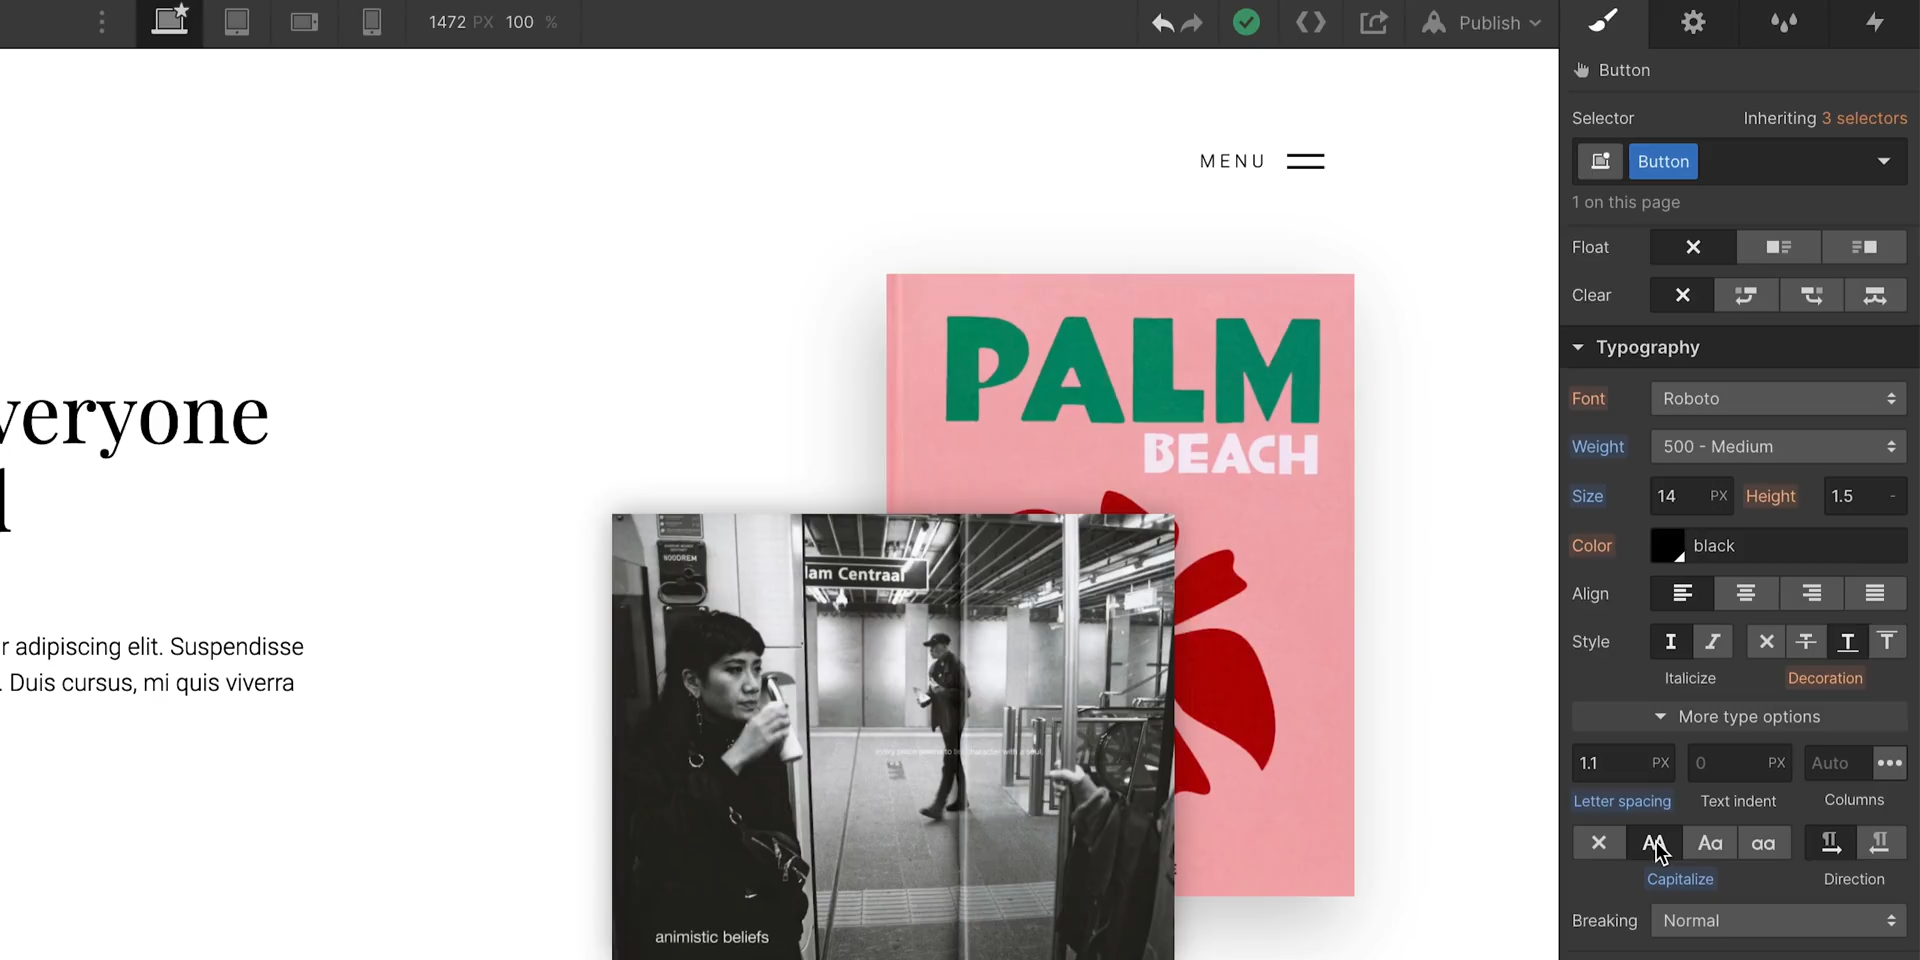 1472 PX 100 %
Publish
Button
Selector
Inheriting 3 selectors
Button
1 on this page
Float
Clear
Typography
Font
Roboto
Weight
500 - Medium
Size
14 PX
Height
1.5 -
Color
black
Align
Style
Italicize
Decoration
More type options
1.1 PX
0 PX
Auto
Letter spacing
Text indent
Columns
AA
Aa
aa
Capitalize
Direction
Breaking
Normal
MENU
veryone
r adipiscing elit. Suspendisse
. Duis cursus, mi quis viverra
PALM
BEACH
NOODREM
dam Centraal
animistic beliefs